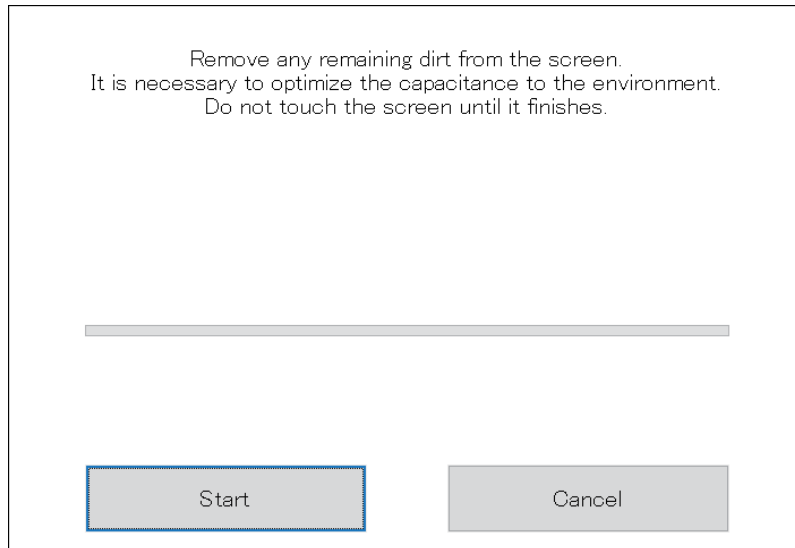 Remove any remaining dirt from the screen.
It is necessary to optimize the capacitance to the environment.
Do not touch the screen until it finishes.
Start
Cancel